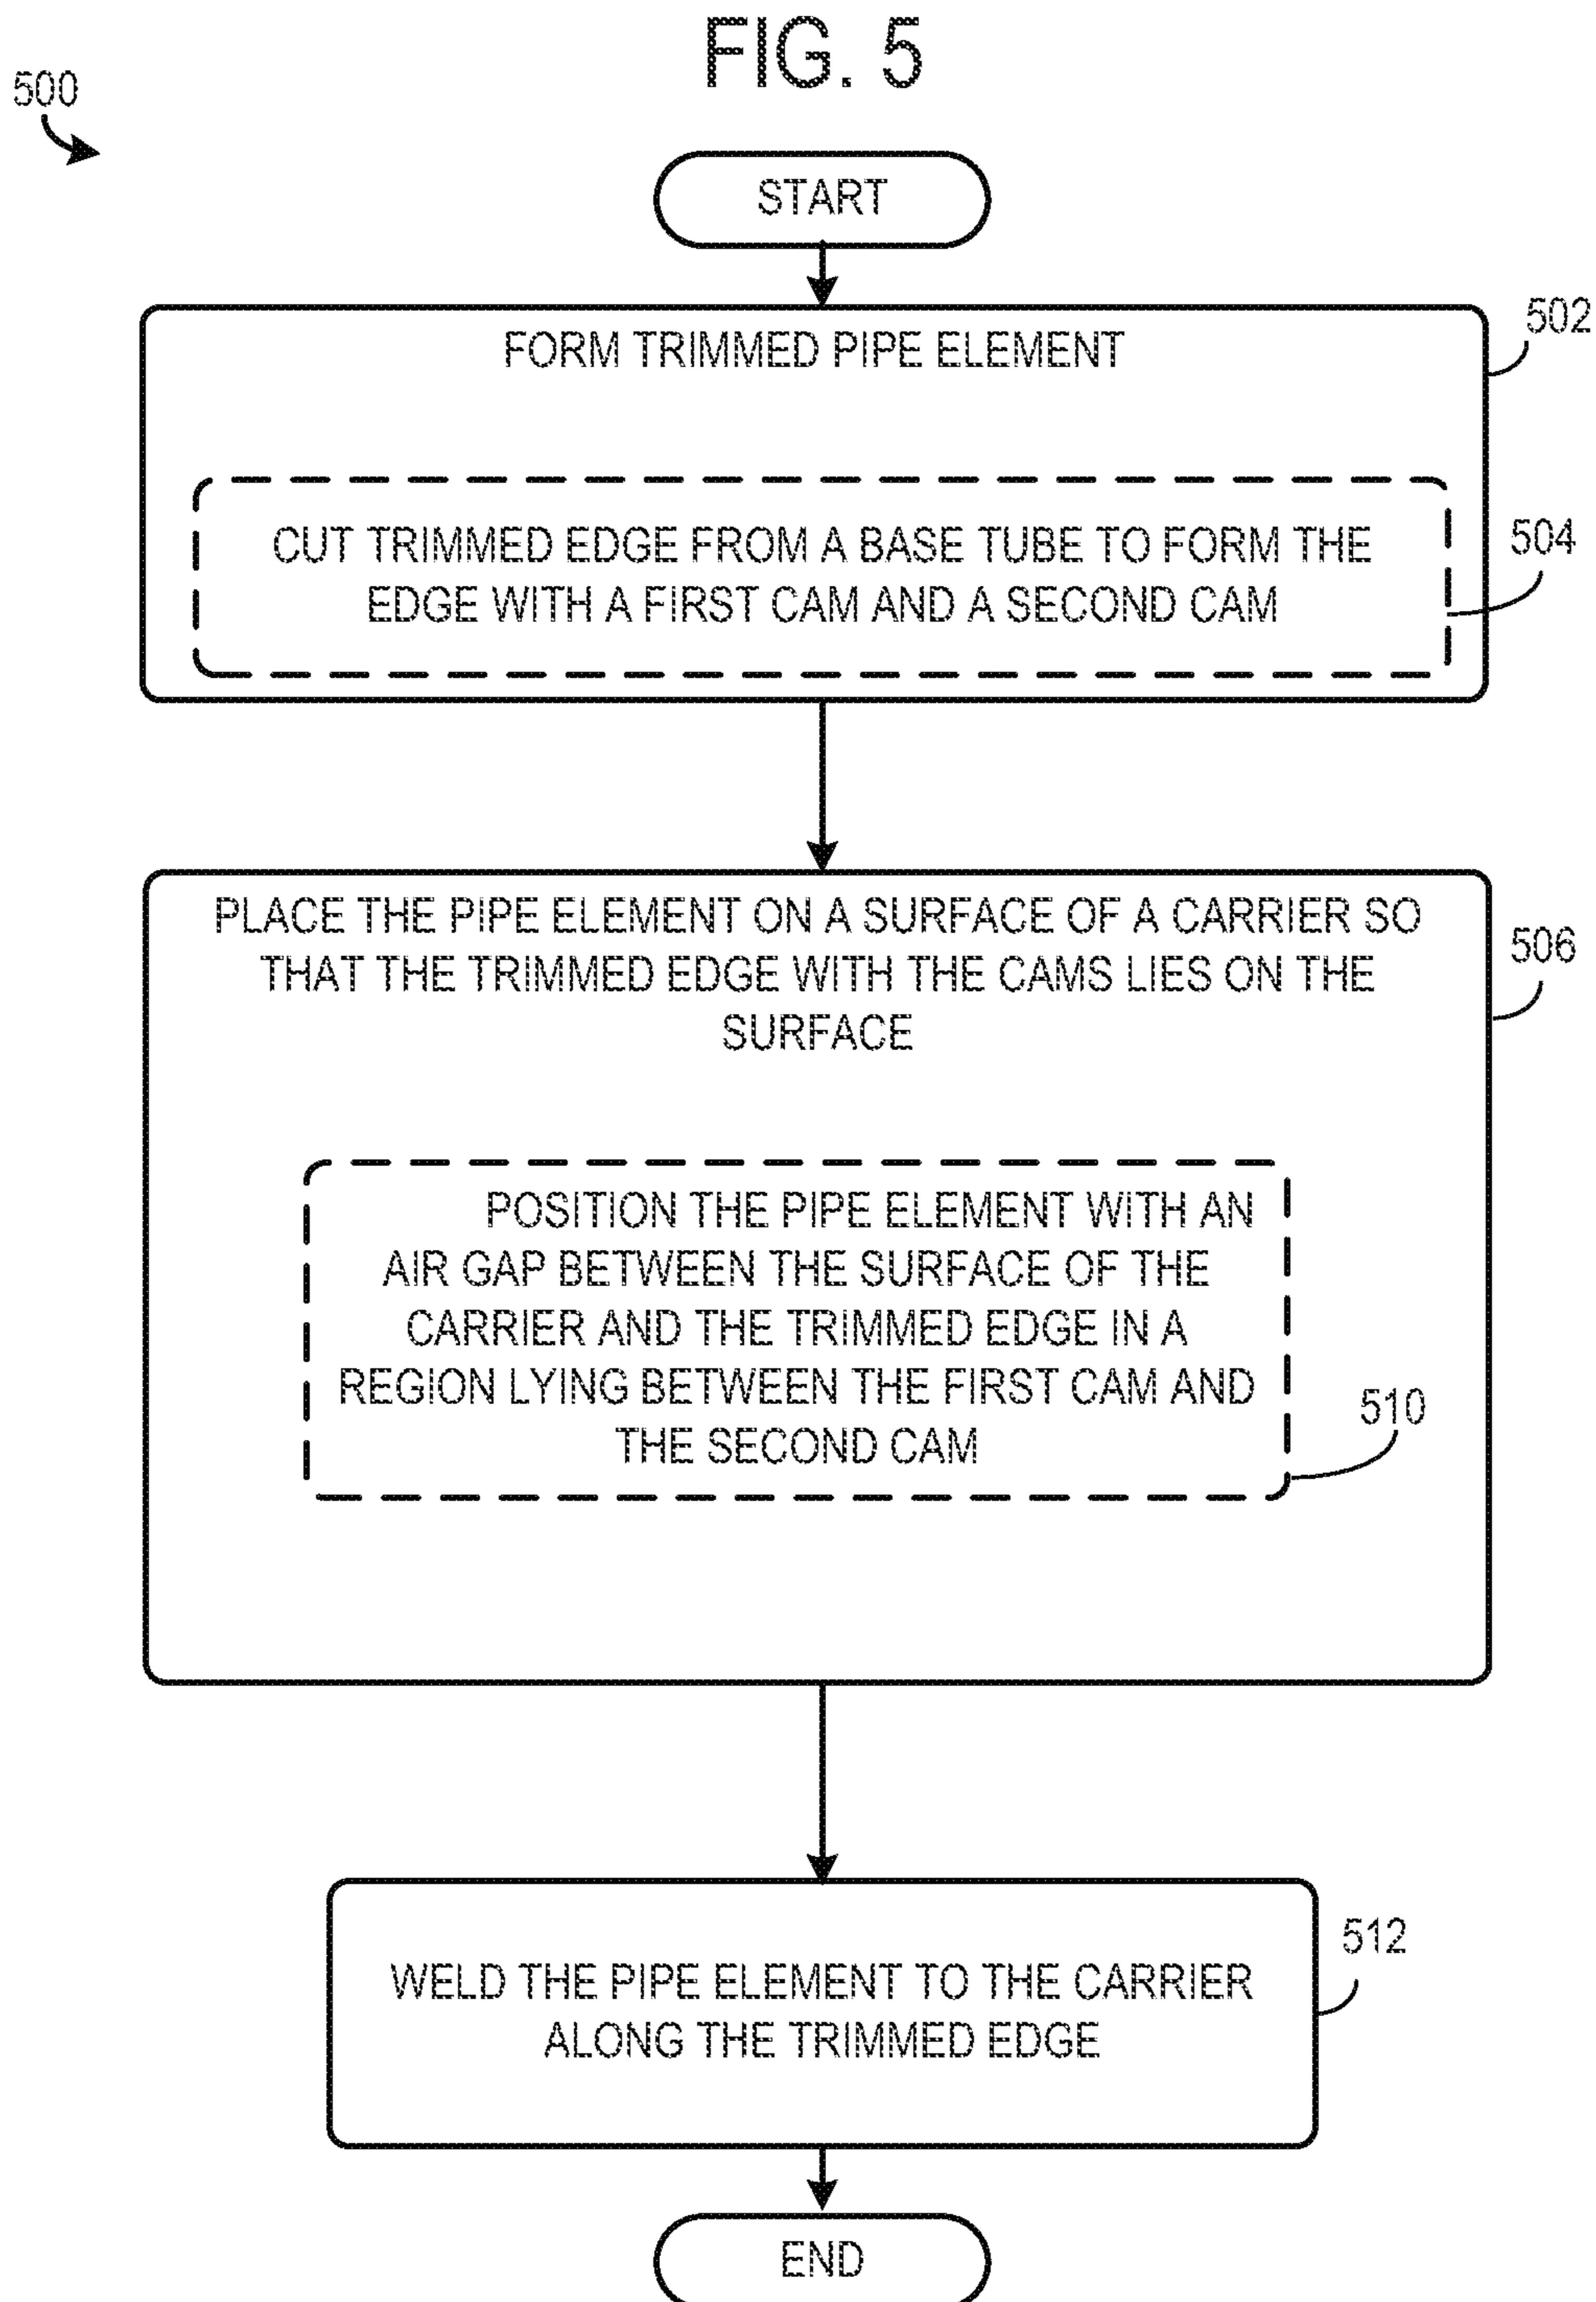 FIG. 5
500
START
502
FORM TRIMMED PIPE ELEMENT
504
CUT TRIMMED EDGE FROM A BASE TUBE TO FORM THE
EDGE WITH A FIRST CAM AND A SECOND CAM
PLACE THE PIPE ELEMENT ON A SURFACE OF A CARRIER SO
THAT THE TRIMMED EDGE WITH THE CAMS LIES ON THE
SURFACE
506
POSITION THE PIPE ELEMENT WITH AN
AIR GAP BETWEEN THE SURFACE OF THE
CARRIER AND THE TRIMMED EDGE IN A
REGION LYING BETWEEN THE FIRST CAM AND
THE SECOND CAM
510
512
WELD THE PIPE ELEMENT TO THE CARRIER
ALONG THE TRIMMED EDGE
END